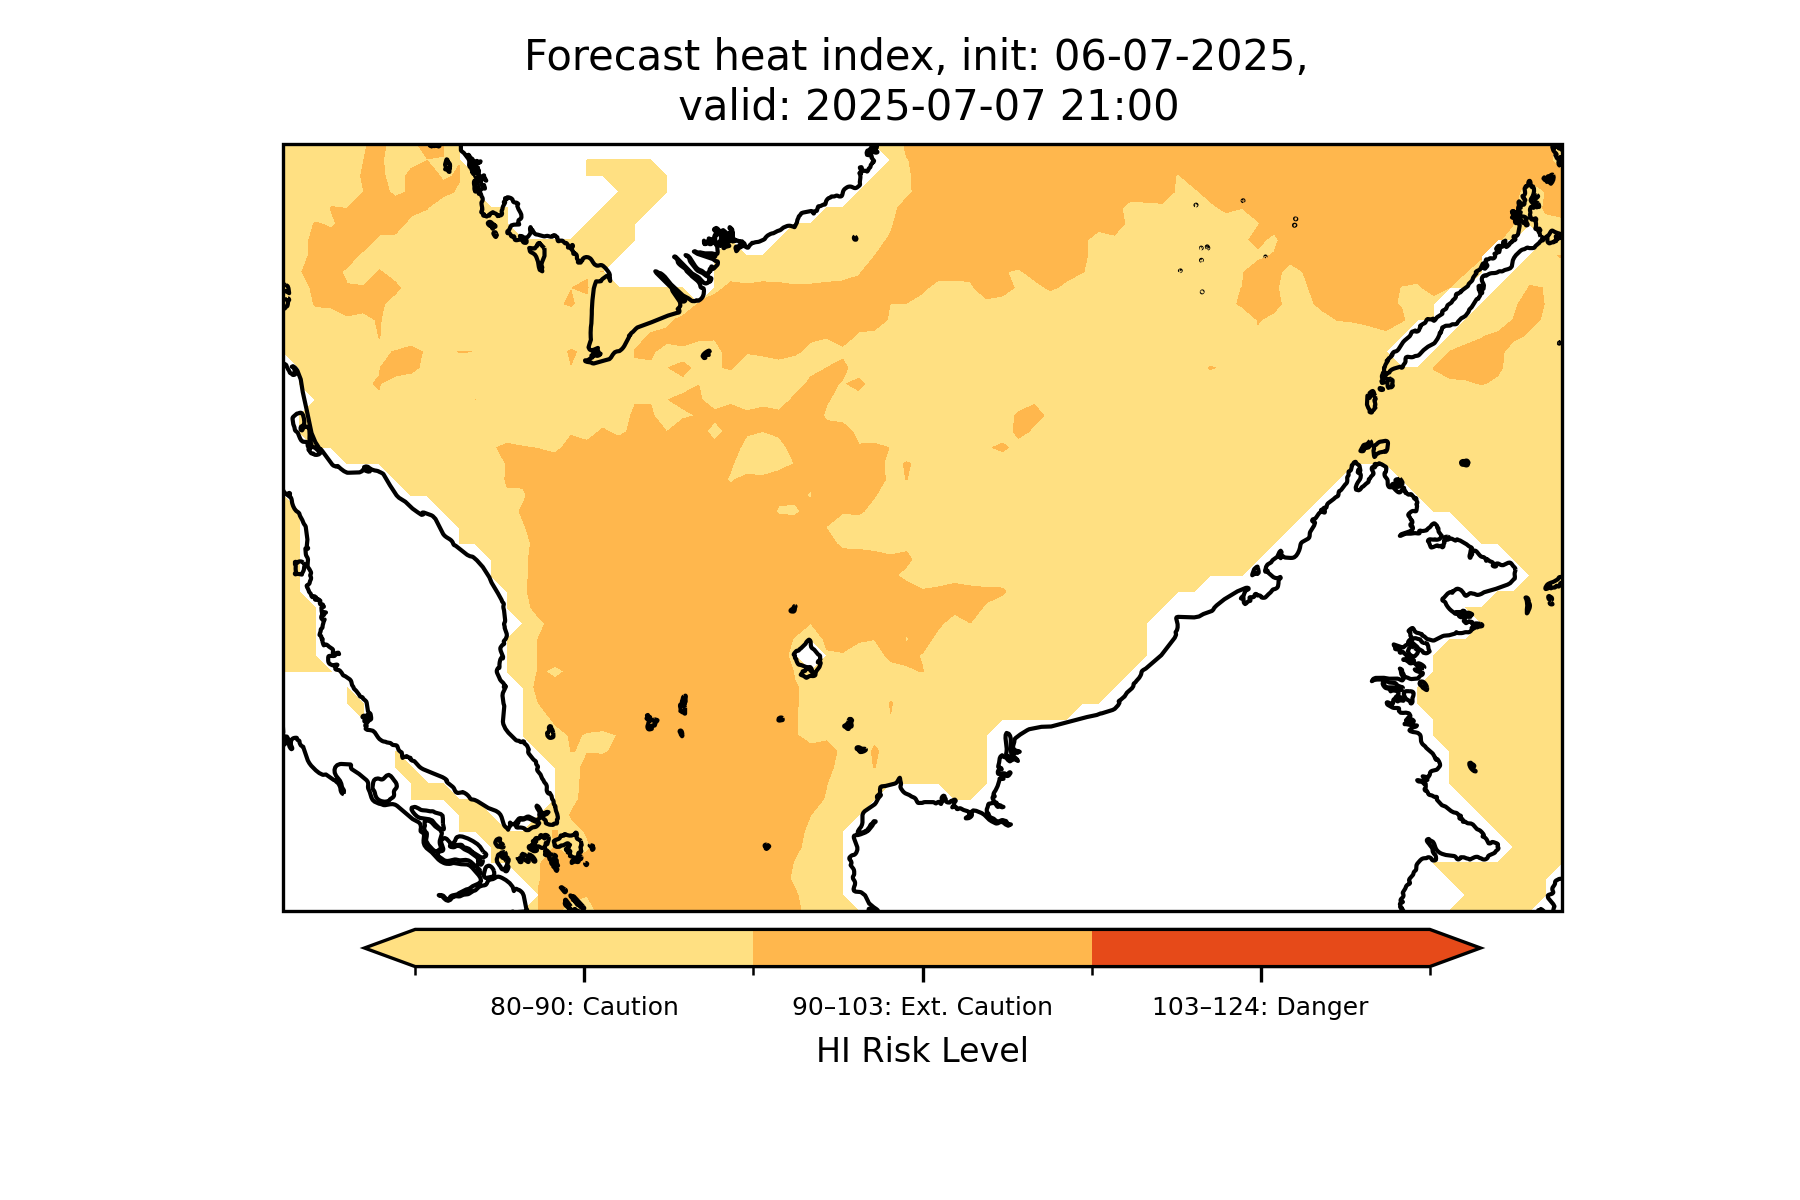 Forecast heat index, init: 06-07-2025,
valid: 2025-07-07 21:00
80–90: Caution
90–103: Ext. Caution
103–124: Danger
HI Risk Level